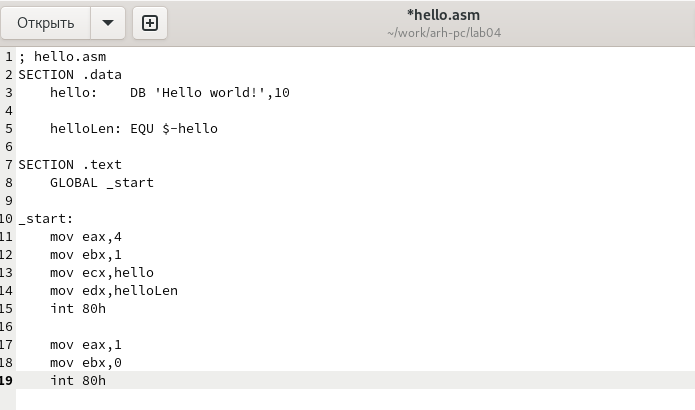 Открыть
*hello.asm
~/work/arh-pc/lab04
1 ; hello.asm
2 SECTION .data
3     hello:    DB 'Hello world!',10
4
5     helloLen: EQU $-hello
6
7 SECTION .text
8     GLOBAL _start
9
10 _start:
11     mov eax,4
12     mov ebx,1
13     mov ecx,hello
14     mov edx,helloLen
15     int 80h
16
17     mov eax,1
18     mov ebx,0
19     int 80h